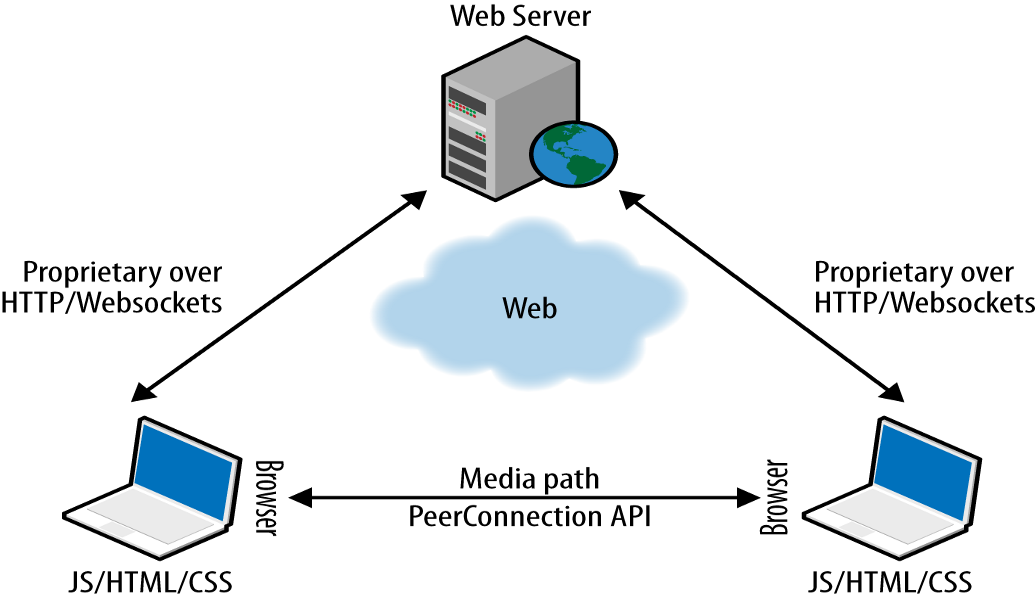 Web Server
Proprietary over
HTTP/Websockets
Proprietary over
HTTP/Websockets
Web
Browser
Media path
PeerConnection API
Browser
JS/HTML/CSS
JS/HTML/CSS